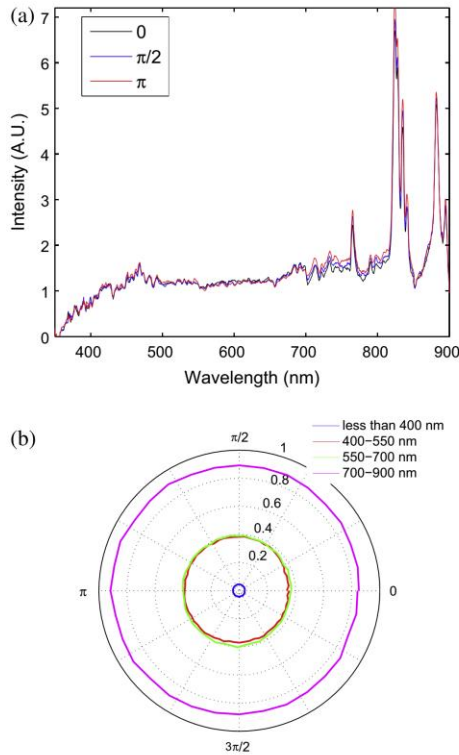 (a)
7
6
5
4
3
2
1
0
Intensity (A.U.)
0
π/2
π
400 500 600 700 800 900
Wavelength (nm)
(b)
less than 400 nm
400−550 nm
550−700 nm
700−900 nm
π/2
1
0.8
0.6
0.4
0.2
π
0
3π/2